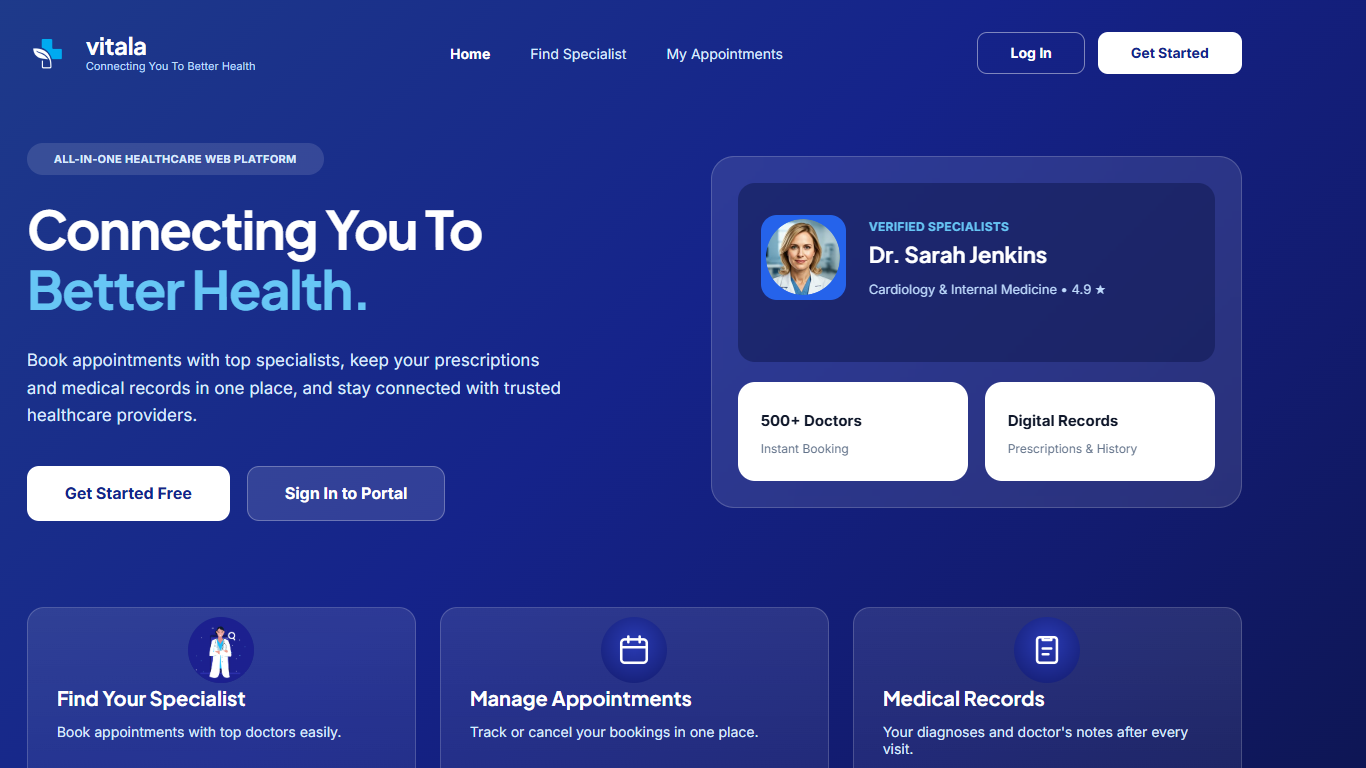 vitala
Connecting You To Better Health
Home
Find Specialist
My Appointments
Log In
Get Started
ALL-IN-ONE HEALTHCARE WEB PLATFORM
Connecting You To
Better Health.
Book appointments with top specialists, keep your prescriptions
and medical records in one place, and stay connected with trusted
healthcare providers.
Get Started Free
Sign In to Portal
VERIFIED SPECIALISTS
Dr. Sarah Jenkins
Cardiology & Internal Medicine • 4.9 ★
500+ Doctors
Instant Booking
Digital Records
Prescriptions & History
Find Your Specialist
Book appointments with top doctors easily.
Manage Appointments
Track or cancel your bookings in one place.
Medical Records
Your diagnoses and doctor's notes after every
visit.